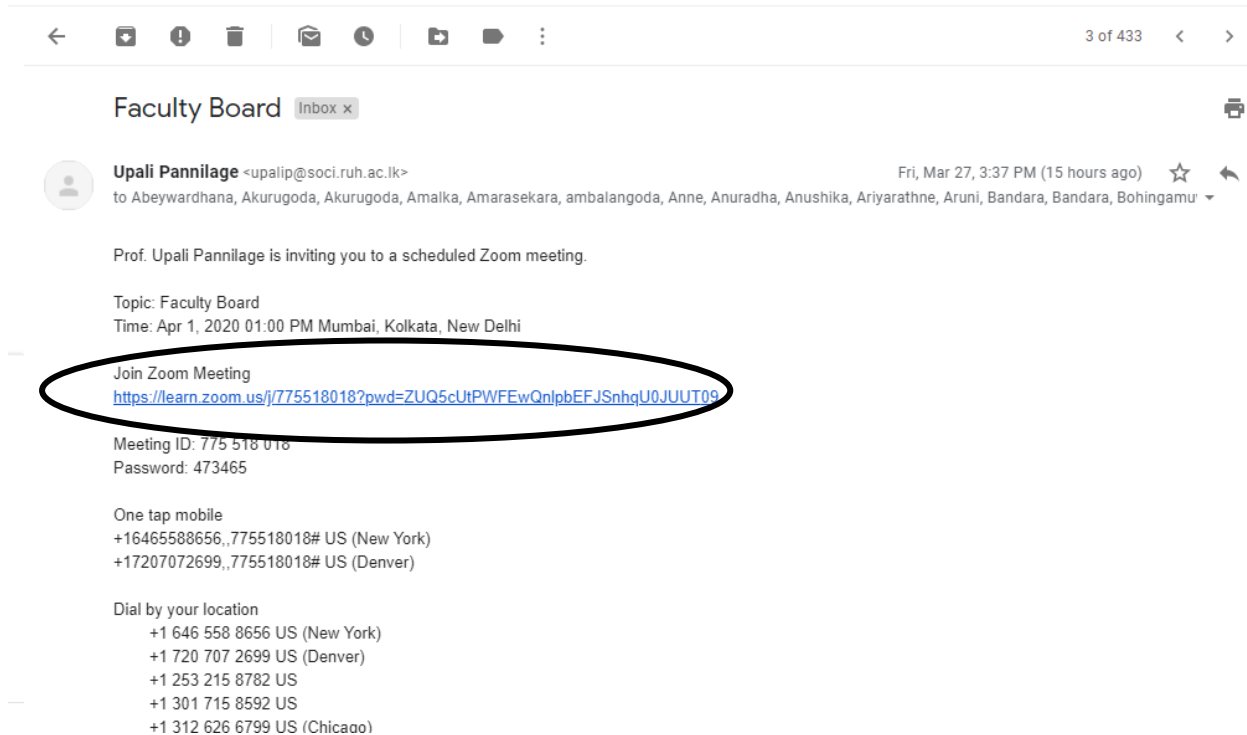 3 of 433
Faculty Board Inbox x
Upali Pannilage <upalip@soci.ruh.ac.lk> Fri, Mar 27, 3:37 PM (15 hours ago)
to Abeywardhana, Akurugoda, Akurugoda, Amalka, Amarasekara, ambalangoda, Anne, Anuradha, Anushika, Ariyarathne, Aruni, Bandara, Bandara, Bohingamu
Prof. Upali Pannilage is inviting you to a scheduled Zoom meeting.
Topic: Faculty Board
Time: Apr 1, 2020 01:00 PM Mumbai, Kolkata, New Delhi
Join Zoom Meeting
https://learn.zoom.us/j/775518018?pwd=ZUQ5cUtPWFEwQnlpbEFJSnhqU0JUUT09
Meeting ID: 775 518 018
Password: 473465
One tap mobile
+16465588656,,775518018# US (New York)
+17207072699,,775518018# US (Denver)
Dial by your location
+1 646 558 8656 US (New York)
+1 720 707 2699 US (Denver)
+1 253 215 8782 US
+1 301 715 8592 US
+1 312 626 6799 US (Chicago)